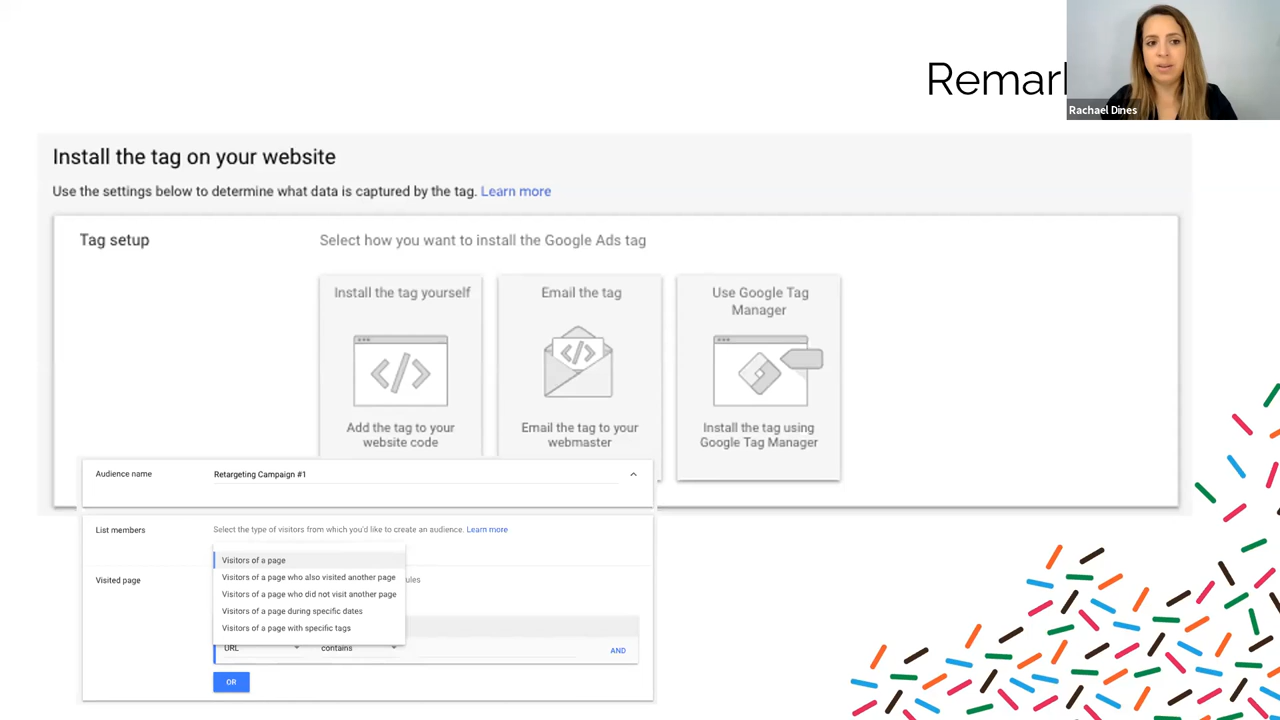 Remark
Rachael Dines
Install the tag on your website
Use the settings below to determine what data is captured by the tag. Learn more
Tag setup
Select how you want to install the Google Ads tag
Install the tag yourself
Add the tag to your
website code
Email the tag
Email the tag to your
webmaster
Use Google Tag
Manager
Install the tag using
Google Tag Manager
Audience name
Retargeting Campaign #1
List members
Select the type of visitors from which you'd like to create an audience. Learn more
Visitors of a page
Visited page
Visitors of a page who also visited another page
ules
Visitors of a page who did not visit another page
Visitors of a page during specific dates
Visitors of a page with specific tags
URL
contains
AND
OR